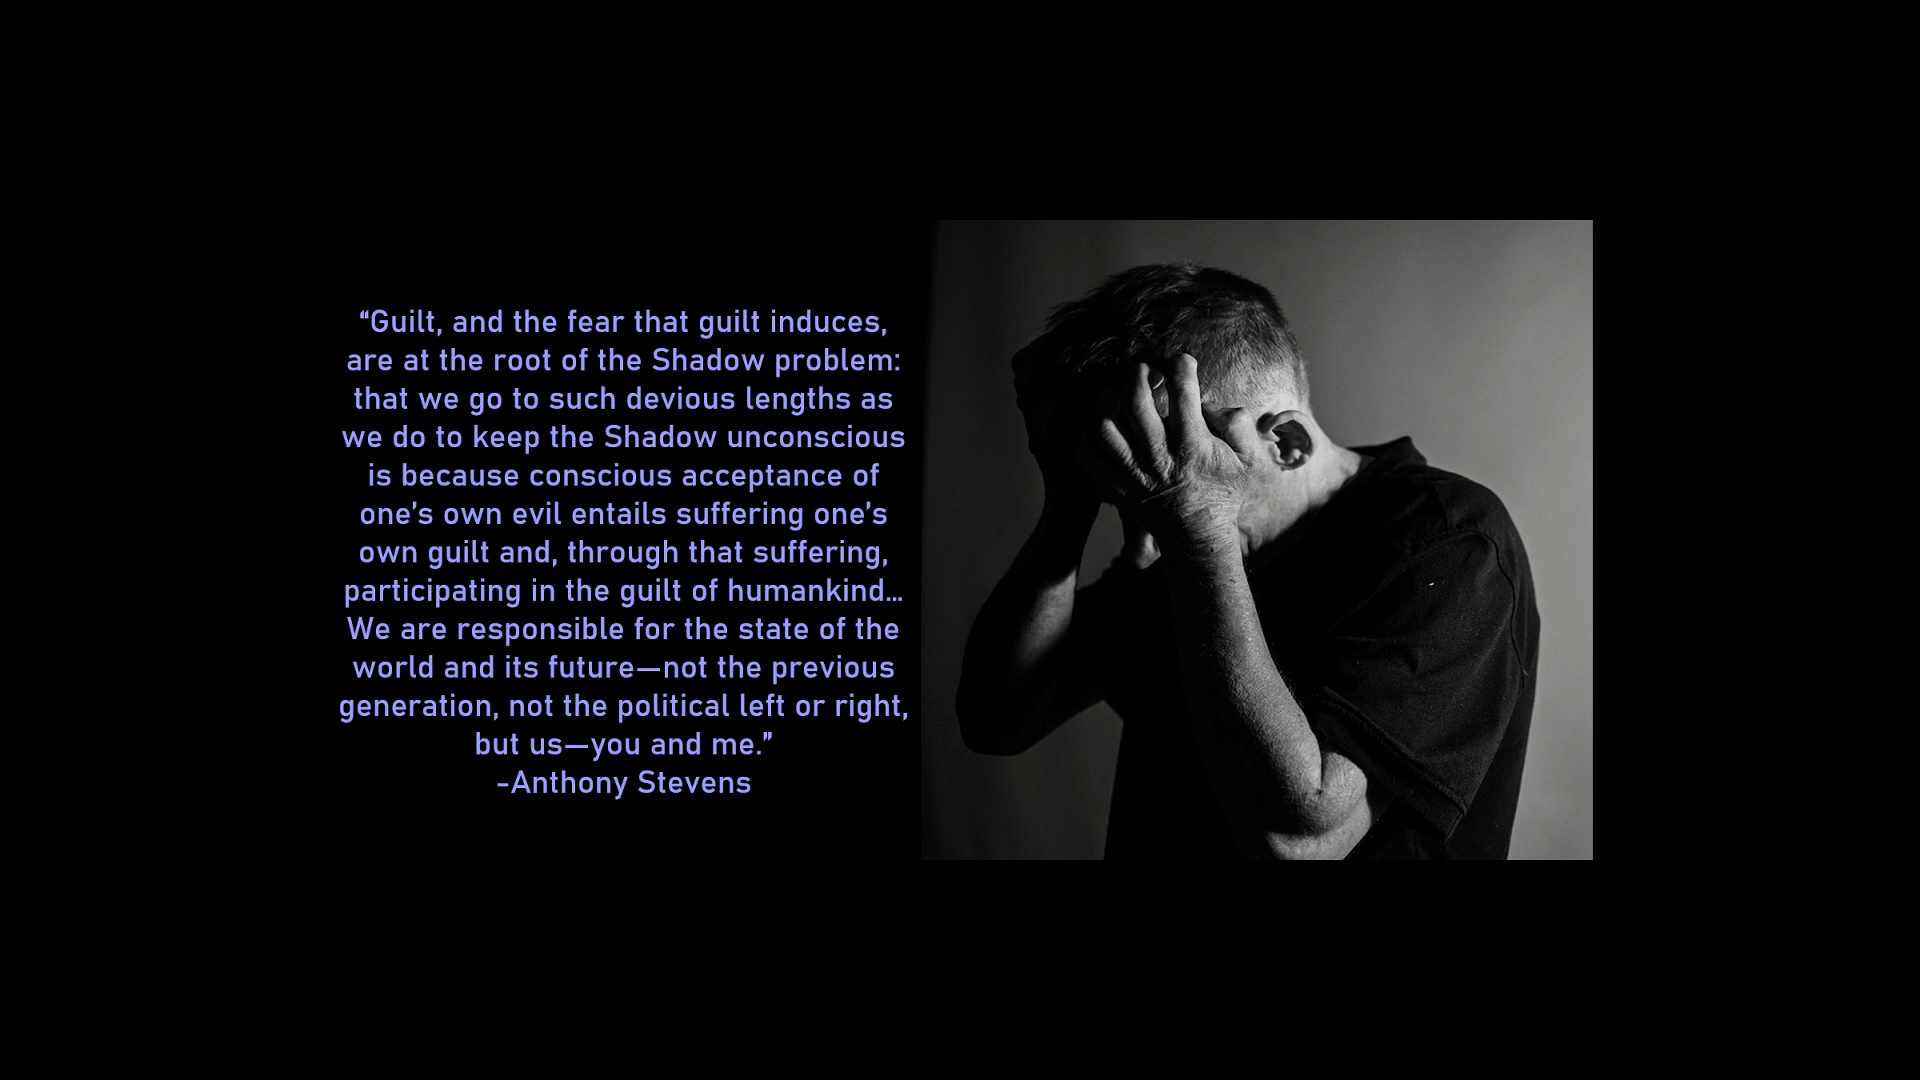 “Guilt, and the fear that guilt induces,
are at the root of the Shadow problem:
that we go to such devious lengths as
we do to keep the Shadow unconscious
is because conscious acceptance of
one’s own evil entails suffering one’s
own guilt and, through that suffering,
participating in the guilt of humankind…
We are responsible for the state of the
world and its future—not the previous
generation, not the political left or right,
but us—you and me.”
-Anthony Stevens